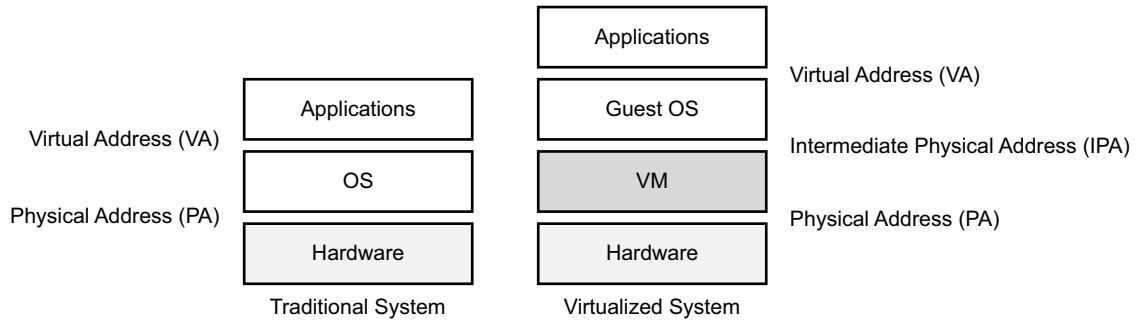 Applications
Virtual Address (VA)
Applications
Guest OS
Virtual Address (VA)
Intermediate Physical Address (IPA)
OS
VM
Physical Address (PA)
Physical Address (PA)
Hardware
Hardware
Traditional System
Virtualized System